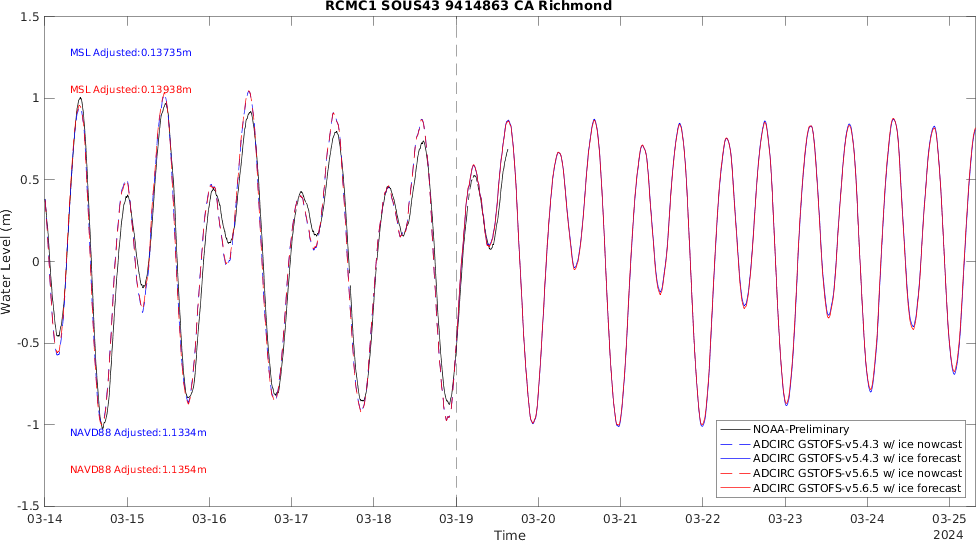 RCMC1 SOUS43 9414863 CA Richmond
1.5
1
0.5
0
-0.5
-1
-1.5
Water Level (m)
MSL Adjusted:0.13735m
MSL Adjusted:0.13938m
NAVD88 Adjusted:1.1334m
NAVD88 Adjusted:1.1354m
NOAA-Preliminary
ADCIRC GSTOFS-v5.4.3 w/ ice nowcast
ADCIRC GSTOFS-v5.4.3 w/ ice forecast
ADCIRC GSTOFS-v5.6.5 w/ ice nowcast
ADCIRC GSTOFS-v5.6.5 w/ ice forecast
03-14 03-15 03-16 03-17 03-18 03-19 03-20 03-21 03-22 03-23 03-24 03-25
2024
Time